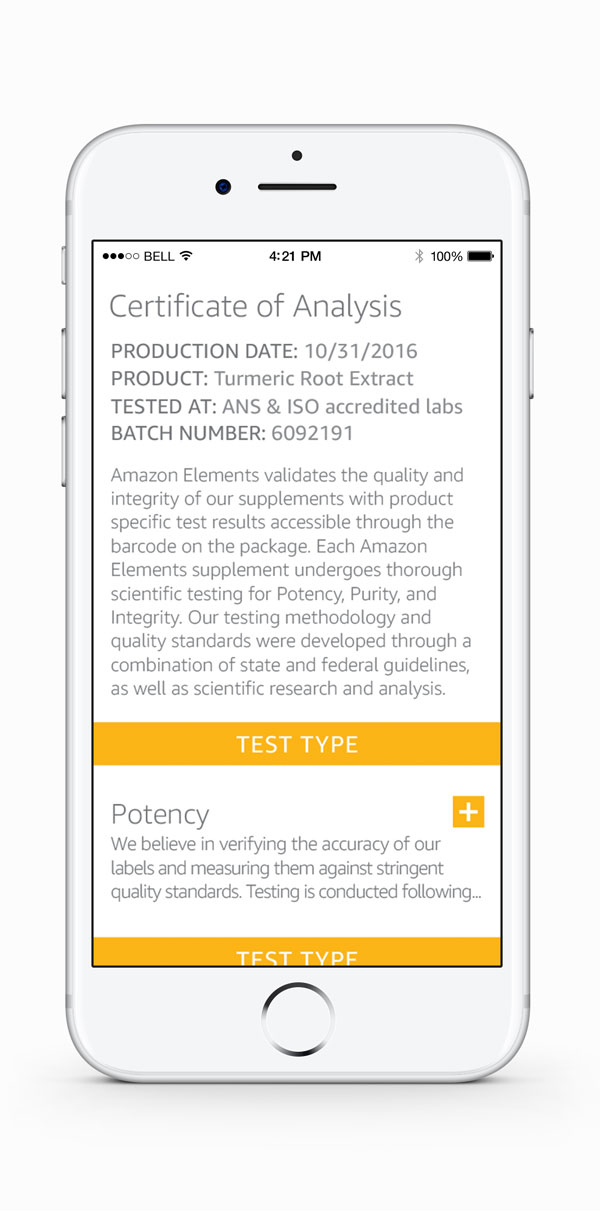 BELL 4:21 PM 100%
Certificate of Analysis
PRODUCTION DATE: 10/31/2016
PRODUCT: Turmeric Root Extract
TESTED AT: ANS & ISO accredited labs
BATCH NUMBER: 6092191
Amazon Elements validates the quality and
integrity of our supplements with product
specific test results accessible through the
barcode on the package. Each Amazon
Elements supplement undergoes thorough
scientific testing for Potency, Purity, and
Integrity. Our testing methodology and
quality standards were developed through a
combination of state and federal guidelines,
as well as scientific research and analysis.
TEST TYPE
Potency
We believe in verifying the accuracy of our
labels and measuring them against stringent
quality standards. Testing is conducted following...
TEST TYPE